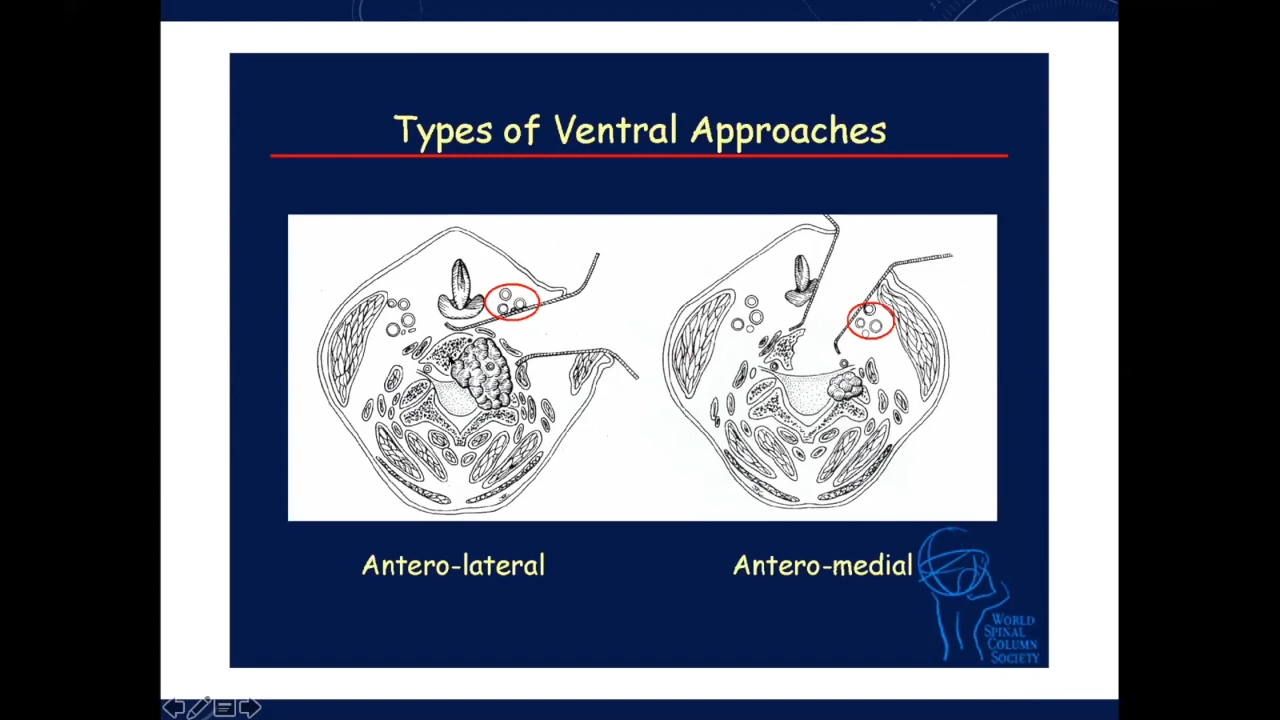 Types of Ventral Approaches
Antero-lateral
Antero-medial
WORLD
SPINAL
COLUMN
SOCIETY